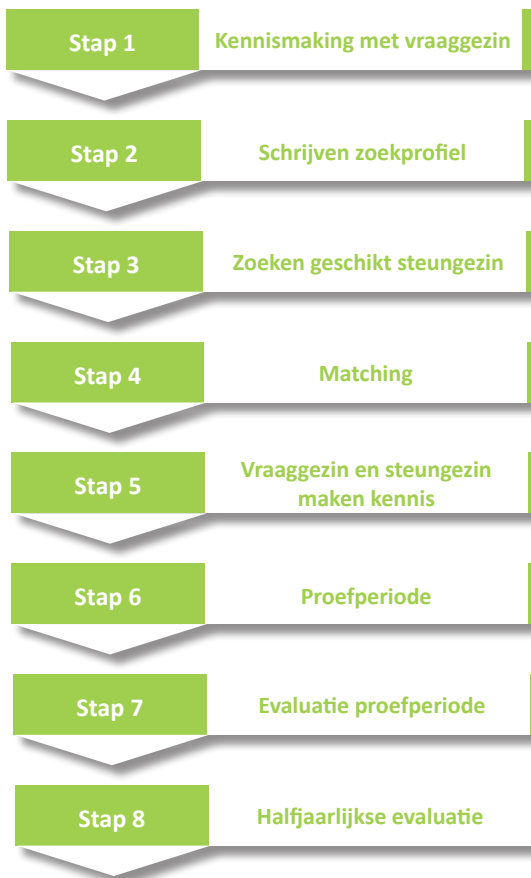 Stap 1
Kennismaking met vraaggezin
Stap 2
Schrijven zoekprofiel
Stap 3
Zoeken geschikt steungezin
Stap 4
Matching
Stap 5
Vraaggezin en steungezin
maken kennis
Stap 6
Proefperiode
Stap 7
Evaluatie proefperiode
Stap 8
Halfjaarlijkse evaluatie